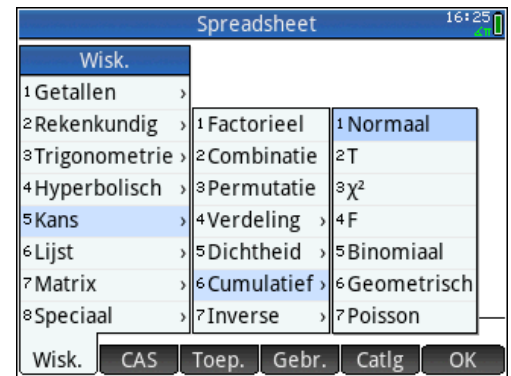 Spreadsheet 16:25
∡π
Wisk.
1 Getallen ›
2 Rekenkundig ›
3 Trigonometrie ›
4 Hyperbolisch ›
5 Kans ›
6 Lijst ›
7 Matrix ›
8 Speciaal ›
1 Factorieel
2 Combinatie
3 Permutatie
4 Verdeling ›
5 Dichtheid ›
6 Cumulatief ›
7 Inverse ›
1 Normaal
2 T
3 χ²
4 F
5 Binomiaal
6 Geometrisch
7 Poisson
Wisk. CAS Toep. Gebr. Catlg OK